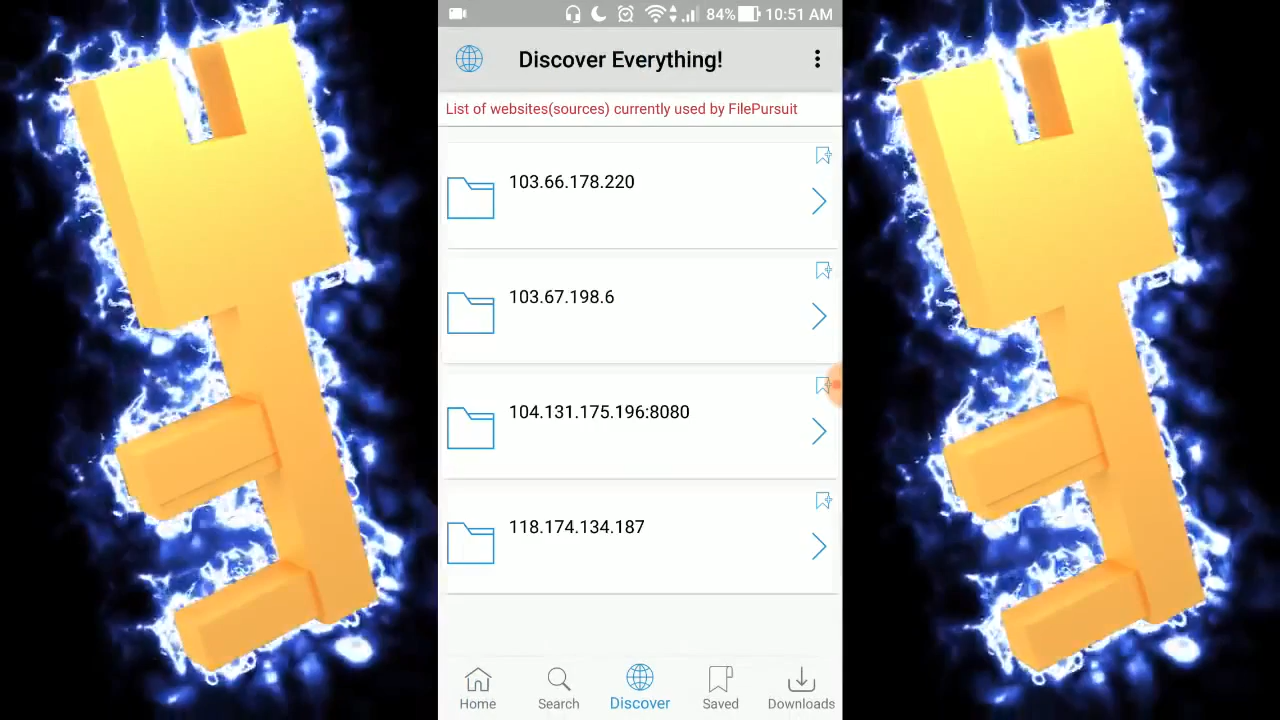 84% 10:51 AM
Discover Everything!
List of websites(sources) currently used by FilePursuit
103.66.178.220
103.67.198.6
104.131.175.196:8080
118.174.134.187
Home Search Discover Saved Downloads